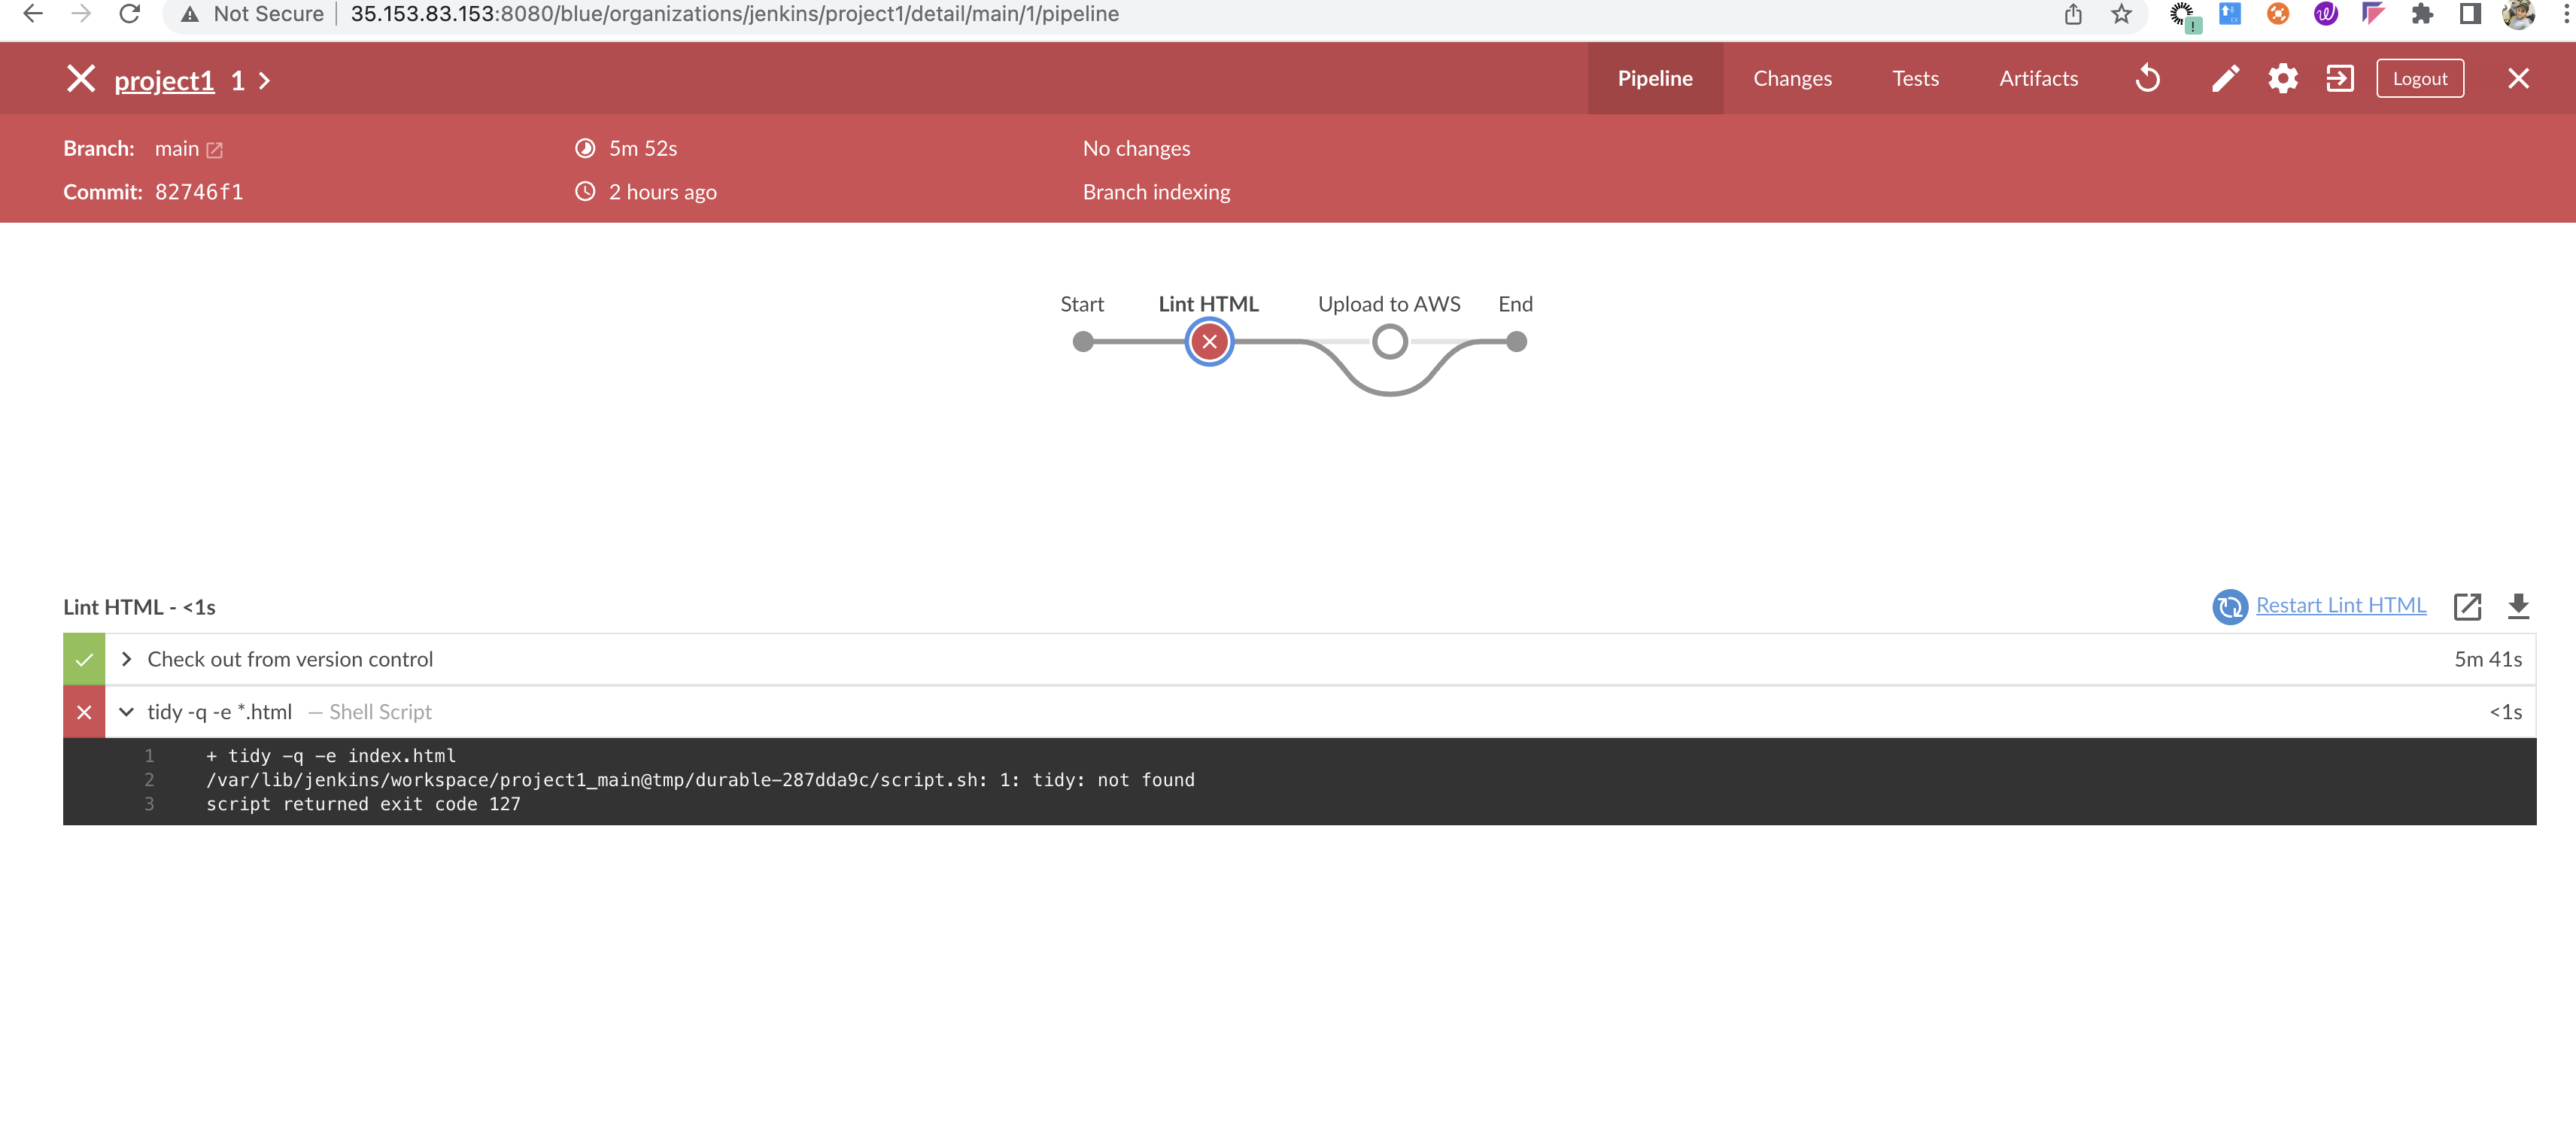 Not Secure | 35.153.83.153:8080/blue/organizations/jenkins/project1/detail/main/1/pipeline
project1 1 Pipeline Changes Tests Artifacts Logout
Branch: main 5m 52s No changes
Commit: 82746f1 2 hours ago Branch indexing
Start Lint HTML Upload to AWS End
Lint HTML - <1s Restart Lint HTML
Check out from version control 5m 41s
tidy -q -e *.html — Shell Script <1s
1 + tidy -q -e index.html
2 /var/lib/jenkins/workspace/project1_main@tmp/durable-287dda9c/script.sh: 1: tidy: not found
3 script returned exit code 127